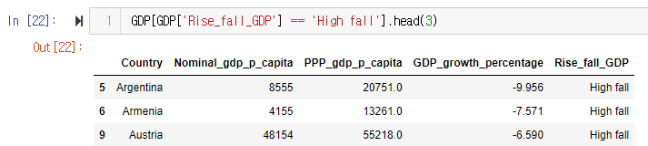 In [22]: 1 GDP[GDP['Rise_fall_GDP'] == 'High fall'].head(3)
Out[22]:
Country Nominal_gdp_p_capita PPP_gdp_p_capita GDP_growth_percentage Rise_fall_GDP
5 Argentina 8555 20751.0 -9.956 High fall
6 Armenia 4155 13261.0 -7.571 High fall
9 Austria 48154 55218.0 -6.590 High fall